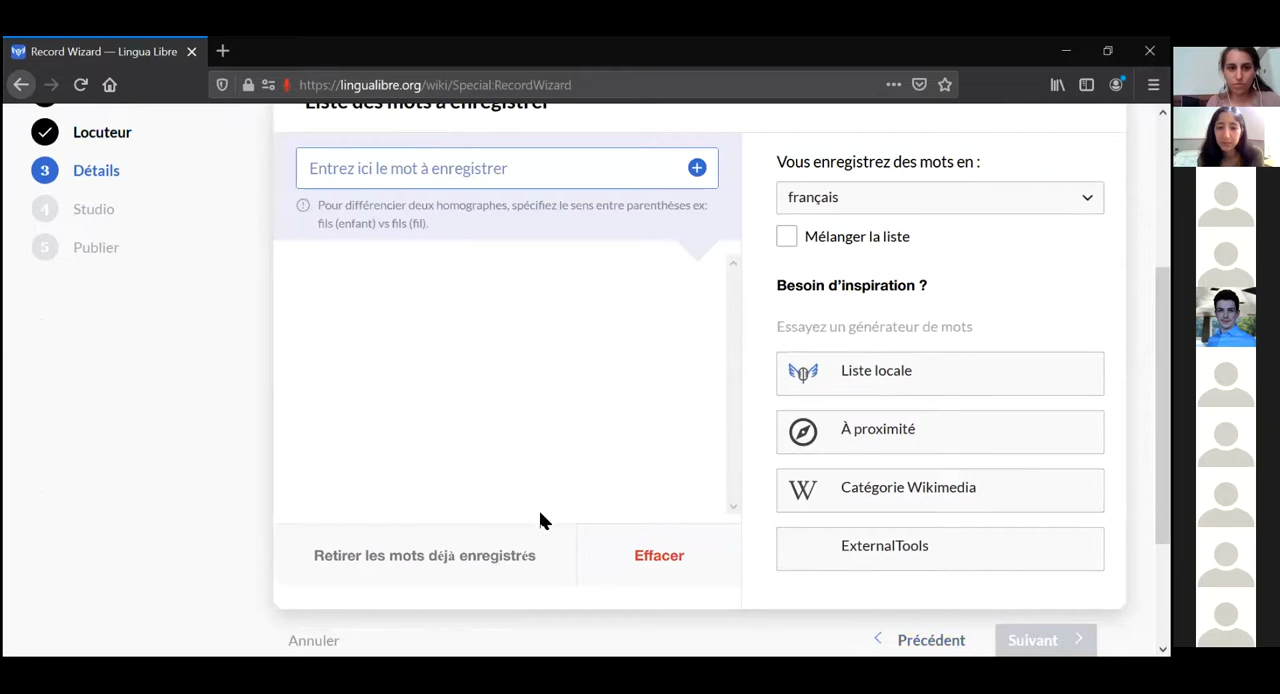 Record Wizard — Lingua Libre
https://lingualibre.org/wiki/Special:RecordWizard
Locuteur
3 Détails
4 Studio
5 Publier
Liste des mots à enregistrer
Entrez ici le mot à enregistrer
Pour différencier deux homographes, spécifiez le sens entre parenthèses ex:
fils (enfant) vs fils (fil).
Retirer les mots déjà enregistrés
Effacer
Vous enregistrez des mots en :
français
Mélanger la liste
Besoin d'inspiration ?
Essayez un générateur de mots
Liste locale
À proximité
W Catégorie Wikimedia
ExternalTools
Annuler
Précédent
Suivant